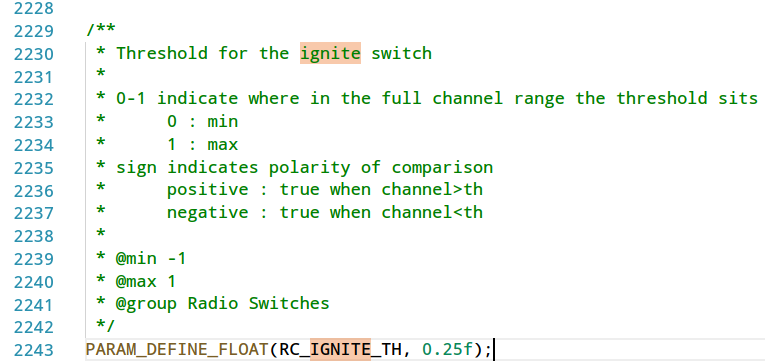 2228
2229 /**
2230 * Threshold for the ignite switch
2231 *
2232 * 0-1 indicate where in the full channel range the threshold sits
2233 *      0 : min
2234 *      1 : max
2235 * sign indicates polarity of comparison
2236 *      positive : true when channel>th
2237 *      negative : true when channel<th
2238 *
2239 * @min -1
2240 * @max 1
2241 * @group Radio Switches
2242 */
2243 PARAM_DEFINE_FLOAT(RC_IGNITE_TH, 0.25f);